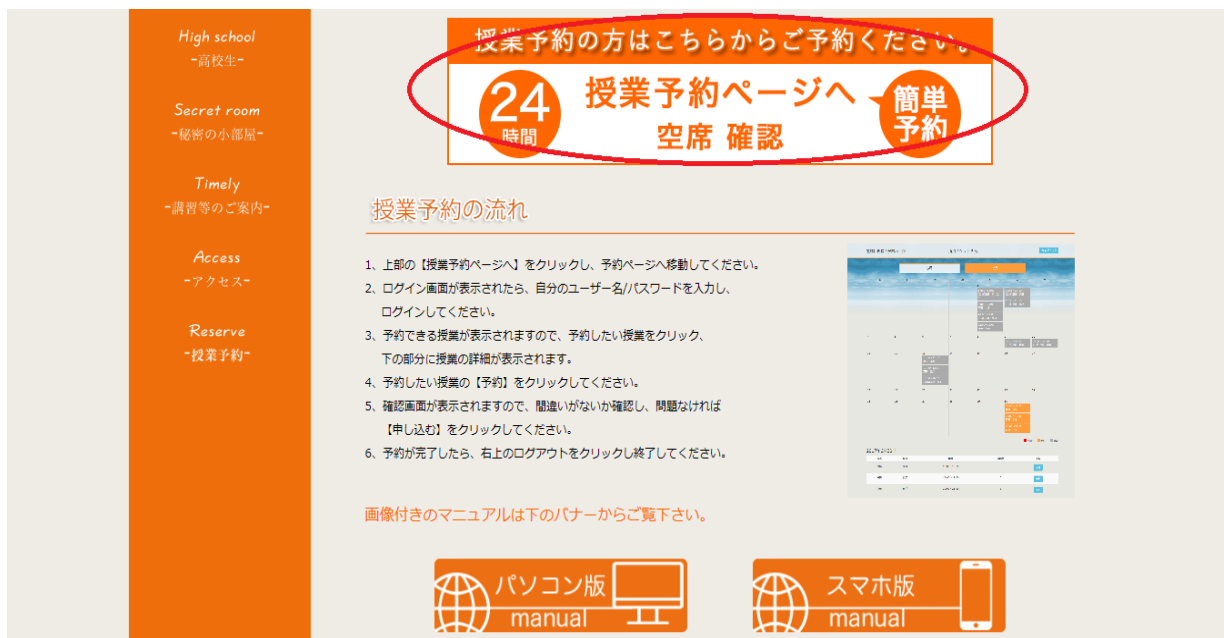 High school
-高校生-
Secret room
-秘密の小部屋-
Timely
-講習等のご案内-
Access
-アクセス-
Reserve
-授業予約-
授業予約の方はこちらからご予約ください。
24
時間
授業予約ページへ
空席 確認
簡単
予約
授業予約の流れ
1、上部の【授業予約ページへ】をクリックし、予約ページへ移動してください。
2、ログイン画面が表示されたら、自分のユーザー名/パスワードを入力し、
ログインしてください。
3、予約できる授業が表示されますので、予約したい授業をクリック、
下の部分に授業の詳細が表示されます。
4、予約したい授業の【予約】をクリックしてください。
5、確認画面が表示されますので、間違いがないか確認し、問題なければ
【申し込む】をクリックしてください。
6、予約が完了したら、右上のログアウトをクリックし終了してください。
画像付きのマニュアルは下のバナーからご覧下さい。
パソコン版
manual
スマホ版
manual